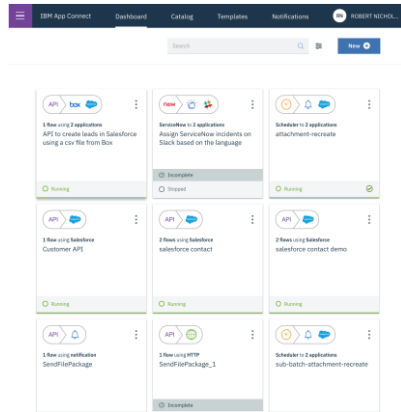 IBM App Connect
Dashboard
Catalog
Templates
Notifications
RN
ROBERT NICHOL...
Search
New
API
box
1 flow using 2 applications
API to create leads in Salesforce
using a csv file from Box
Running
now
ServiceNow to 2 applications
Assign ServiceNow incidents on
Slack based on the language
Incomplete
Stopped
Scheduler to 2 applications
attachment-recreate
Running
API
1 flow using Salesforce
Customer API
Running
API
2 flows using Salesforce
salesforce contact
API
2 flows using Salesforce
salesforce contact demo
Running
API
1 flow using notification
SendFilePackage
API
1 flow using HTTP
SendFilePackage_1
Incomplete
Scheduler to 2 applications
sub-batch-attachment-recreate